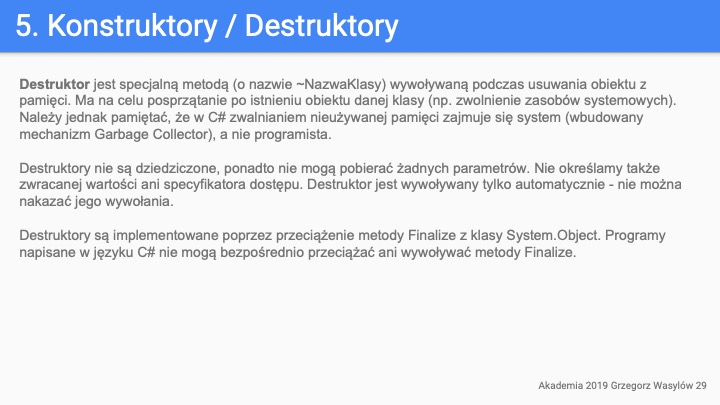 5. Konstruktory / Destruktory
Destruktor jest specjalną metodą (o nazwie ~NazwaKlasy) wywoływaną podczas usuwania obiektu z
pamięci. Ma na celu posprzątanie po istnieniu obiektu danej klasy (np. zwolnienie zasobów systemowych).
Należy jednak pamiętać, że w C# zwalnianiem nieużywanej pamięci zajmuje się system (wbudowany
mechanizm Garbage Collector), a nie programista.
Destruktory nie są dziedziczone, ponadto nie mogą pobierać żadnych parametrów. Nie określamy także
zwracanej wartości ani specyfikatora dostępu. Destruktor jest wywoływany tylko automatycznie - nie można
nakazać jego wywołania.
Destruktory są implementowane poprzez przeciążenie metody Finalize z klasy System.Object. Programy
napisane w języku C# nie mogą bezpośrednio przeciążać ani wywoływać metody Finalize.
Akademia 2019 Grzegorz Wasylów 29